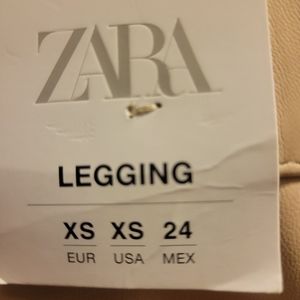 ZARA
LEGGING
XS XS 24
EUR USA MEX